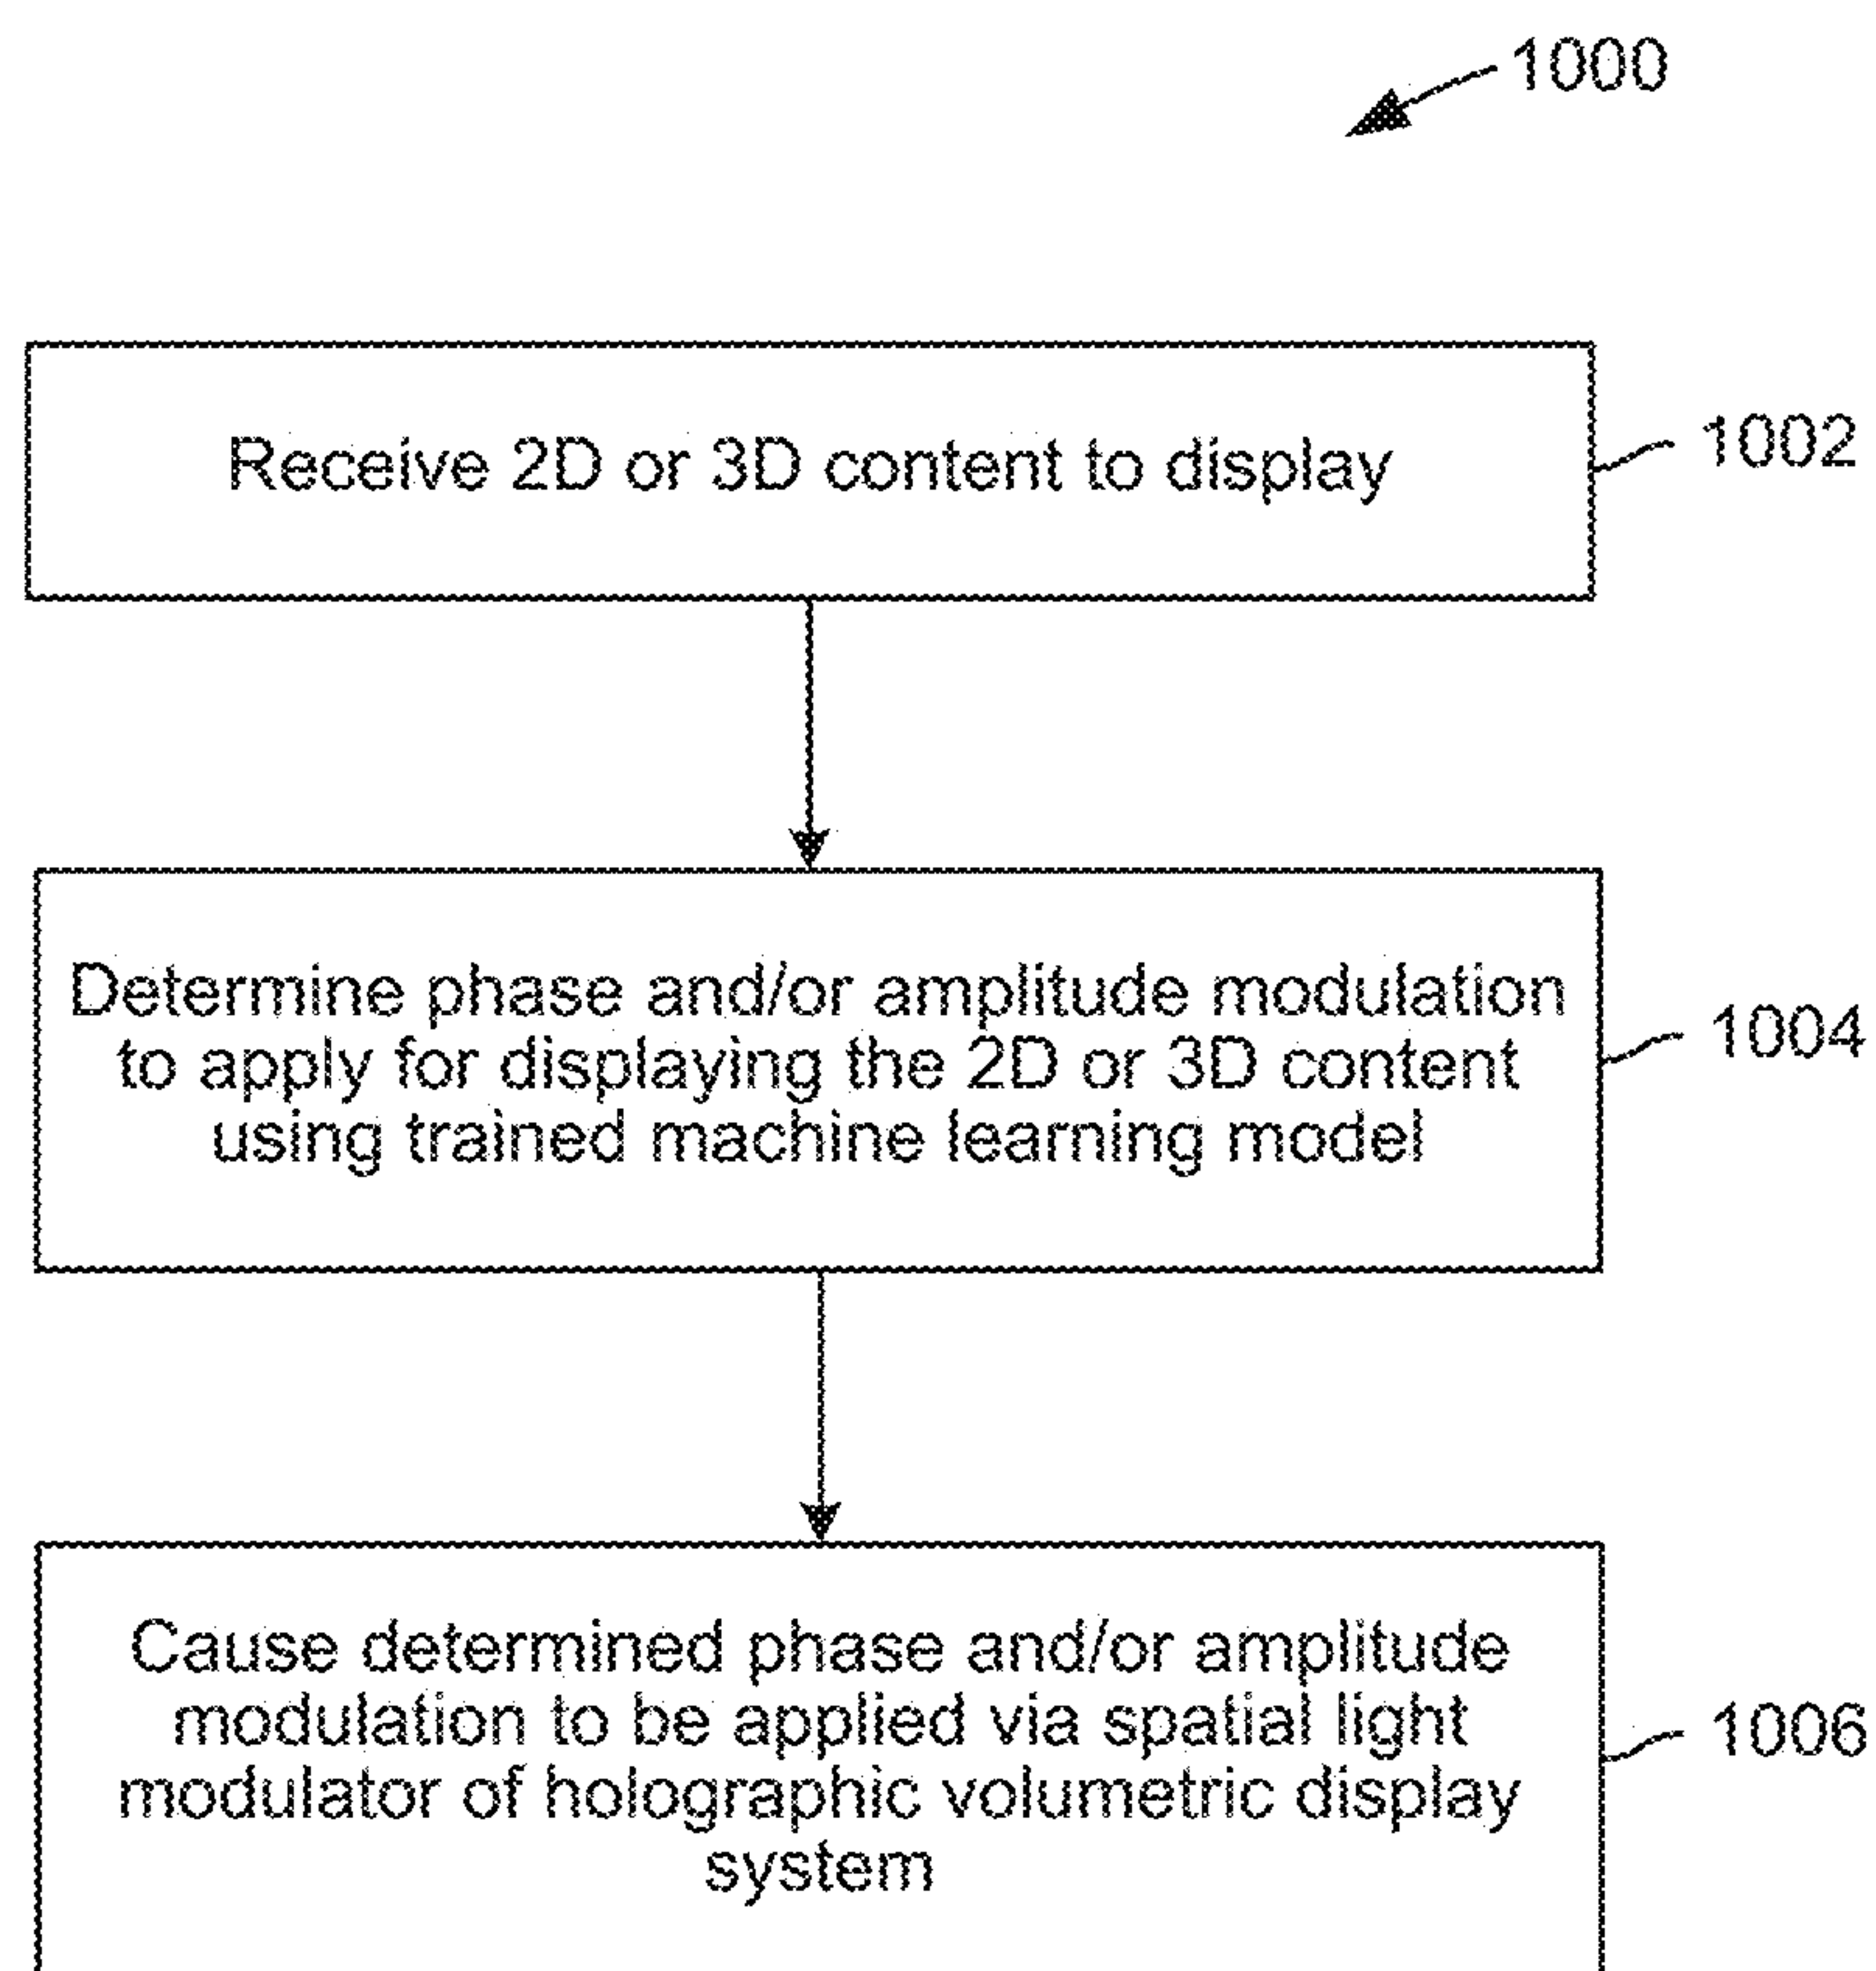 1000
Receive 2D or 3D content to display
1002
Determine phase and/or amplitude modulation
to apply for displaying the 2D or 3D content
using trained machine learning model
1004
Cause determined phase and/or amplitude
modulation to be applied via spatial light
modulator of holographic volumetric display
system
1006